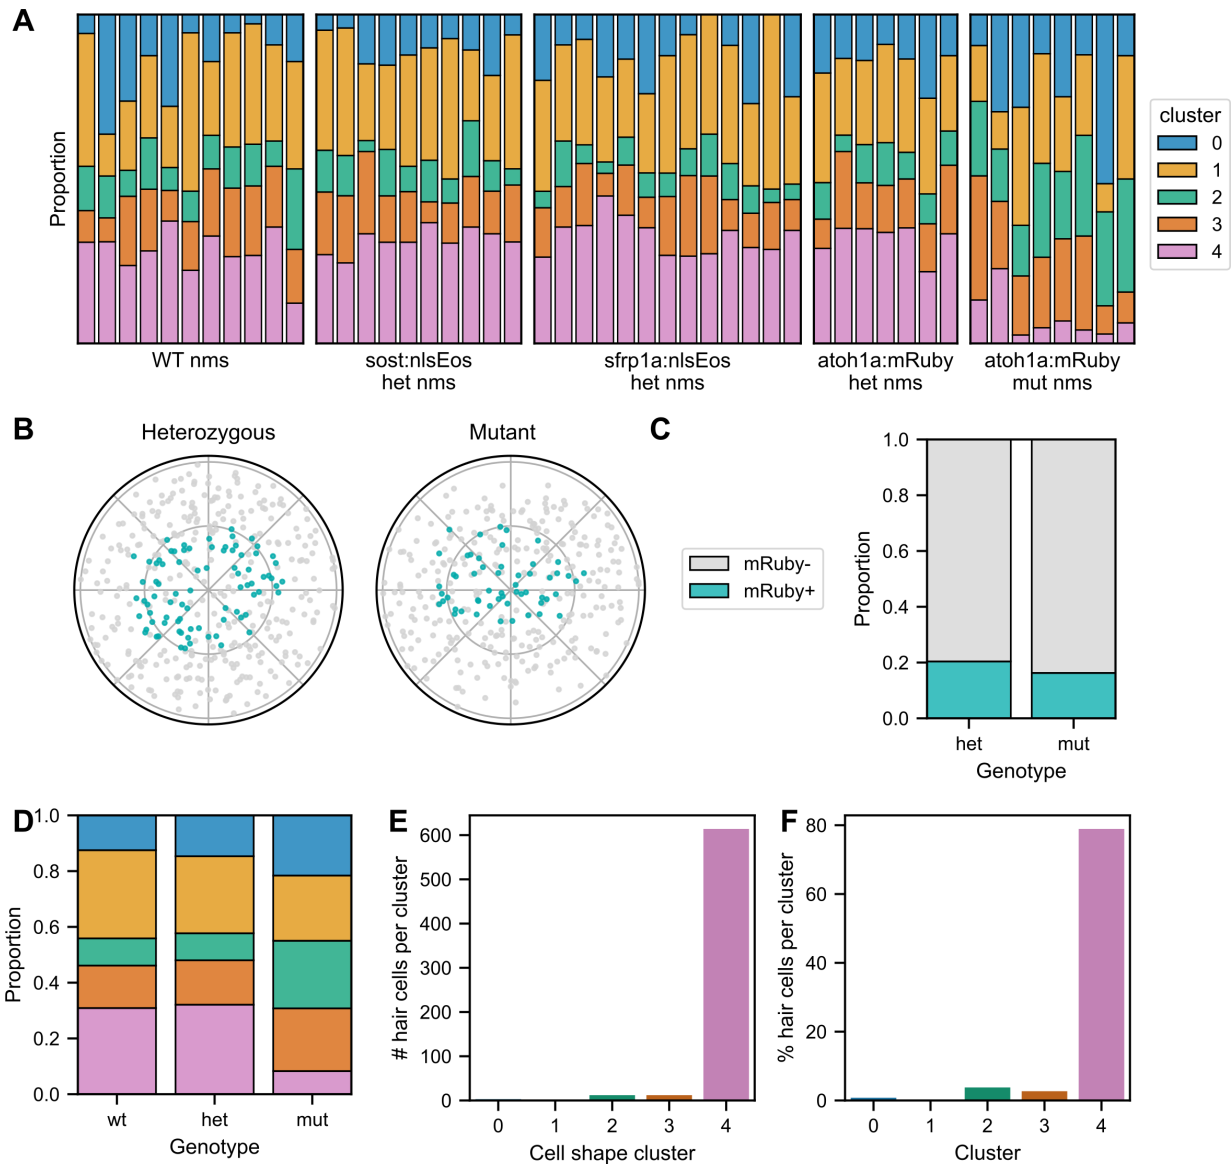 A
Proportion
WT nms
sost:nlsEos
het nms
sfrp1a:nlsEos
het nms
atoh1a:mRuby
het nms
atoh1a:mRuby
mut nms
cluster
0
1
2
3
4
B
Heterozygous
Mutant
mRuby-
mRuby+
C
1.0
0.8
0.6
0.4
0.2
0.0
Proportion
het
mut
Genotype
D
1.0
0.8
0.6
0.4
0.2
0.0
Proportion
wt
het
mut
Genotype
E
600
500
400
300
200
100
0
# hair cells per cluster
0
1
2
3
4
Cell shape cluster
F
80
60
40
20
0
% hair cells per cluster
0
1
2
3
4
Cluster